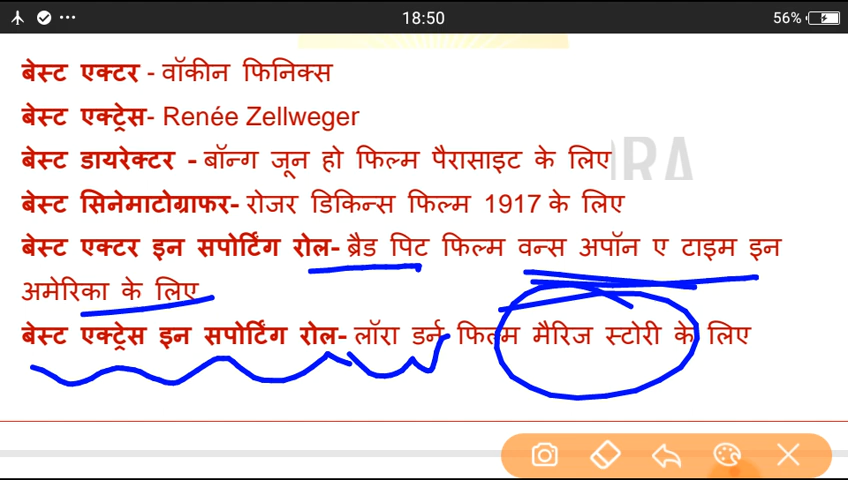 18:50
56%
बेस्ट एक्टर - वॉकीन फिनिक्स
बेस्ट एक्ट्रेस- Renée Zellweger
बेस्ट डायरेक्टर - बॉन्ग जून हो फिल्म पैरासाइट के लिए
बेस्ट सिनेमाटोग्राफर- रोजर डिकिन्स फिल्म 1917 के लिए
बेस्ट एक्टर इन सपोर्टिंग रोल- ब्रैड पिट फिल्म वन्स अपॉन ए टाइम इन
अमेरिका के लिए
बेस्ट एक्ट्रेस इन सपोर्टिंग रोल- लॉरा डर्न फिल्म मैरिज स्टोरी के लिए